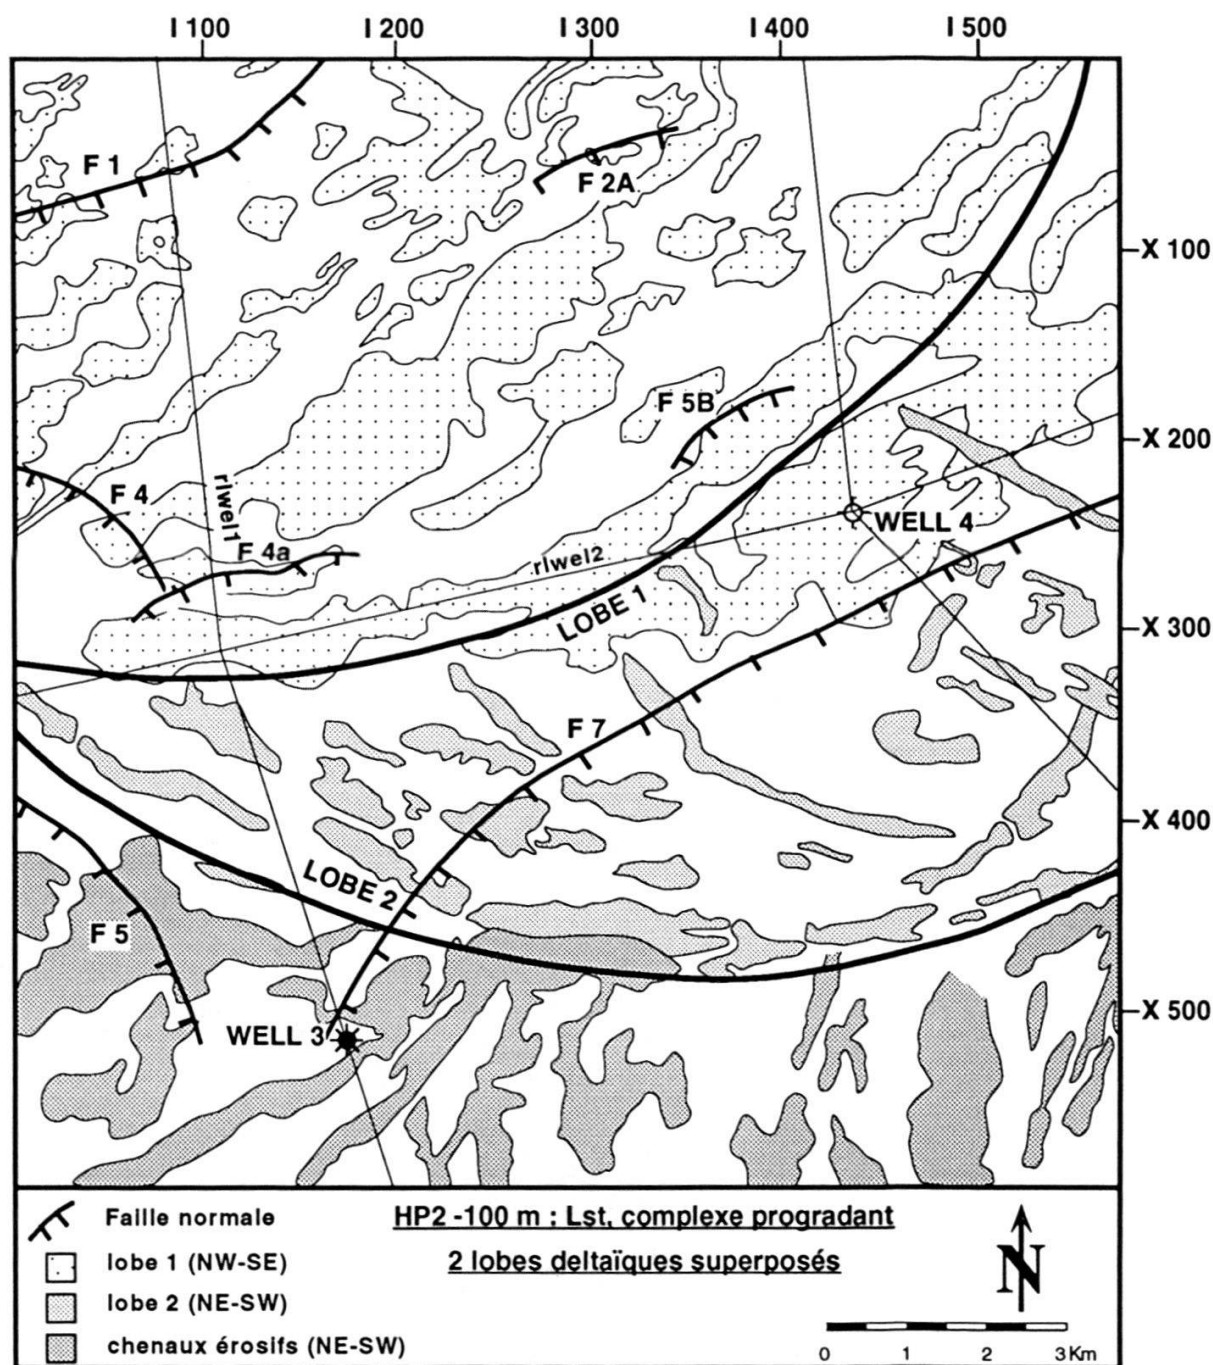 I 100 I 200 I 300 I 400 I 500
F 1
F 2A
X 100
F 5B
X 200
F 4
rlwel1
WELL 4
F 4a
rlwel2
LOBE 1
X 300
F 7
X 400
LOBE 2
F 5
X 500
WELL 3
Faille normale
lobe 1 (NW-SE)
lobe 2 (NE-SW)
chenaux érosifs (NE-SW)
HP2 -100 m : Lst, complexe progradant
2 lobes deltaïques superposés
N
0 1 2 3 Km